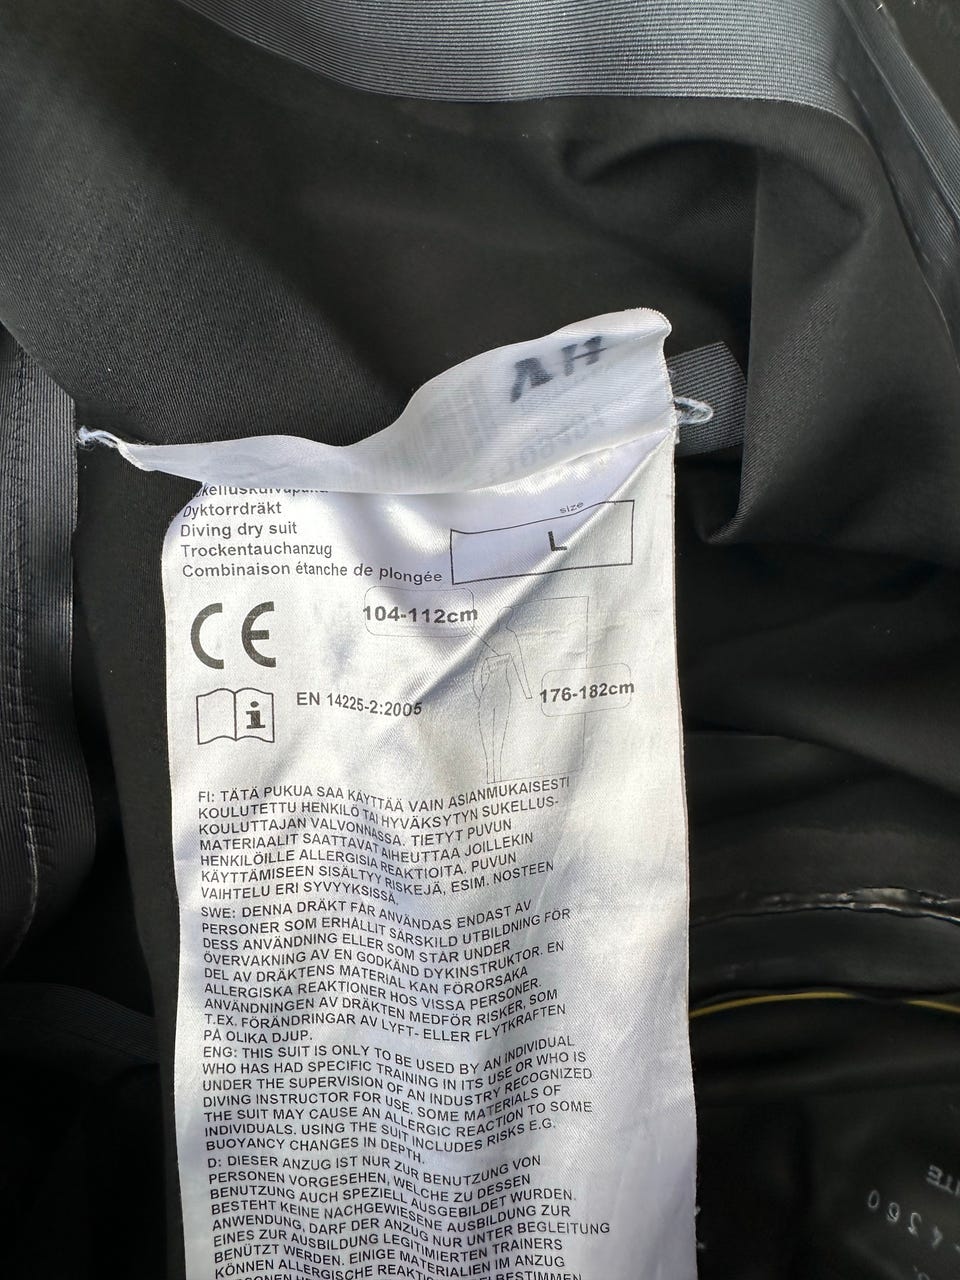 Dyktorrdräkt
Diving dry suit
Trockentauchanzug
Combinaison étanche de plongée
size
L
CE
104-112cm
i
EN 14225-2:2005
176-182cm
FI: TÄTÄ PUKUA SAA KÄYTTÄÄ VAIN ASIANMUKAISESTI
KOULUTETTU HENKILÖ TAI HYVÄKSYTYN SUKELLUS-
KOULUTTAJAN VALVONNASSA. TIETYT PUVUN
MATERIAALIT SAATTAVAT AIHEUTTAA JOILLEKIN
HENKILÖILLE ALLERGISIA REAKTIOITA. PUVUN
KÄYTTÄMISEEN SISÄLTYY RISKEJÄ, ESIM. NOSTEEN
VAIHTELU ERI SYVYYKSISSÄ.
SWE: DENNA DRÄKT FÅR ANVÄNDAS ENDAST AV
PERSONER SOM ERHÅLLIT SÄRSKILD UTBILDNING FÖR
DESS ANVÄNDNING ELLER SOM STÅR UNDER
ÖVERVAKNING AV EN GODKÄND DYKINSTRUKTOR. EN
DEL AV DRÄKTENS MATERIAL KAN FÖRORSAKA
ALLERGISKA REAKTIONER HOS VISSA PERSONER.
ANVÄNDNINGEN AV DRÄKTEN MEDFÖR RISKER, SOM
T.EX. FÖRÄNDRINGAR AV LYFT- ELLER FLYTKRAFTEN
PÅ OLIKA DJUP.
ENG: THIS SUIT IS ONLY TO BE USED BY AN INDIVIDUAL
WHO HAS HAD SPECIFIC TRAINING IN ITS USE OR WHO IS
UNDER THE SUPERVISION OF AN INDUSTRY RECOGNIZED
DIVING INSTRUCTOR FOR USE. SOME MATERIALS OF
THE SUIT MAY CAUSE AN ALLERGIC REACTION TO SOME
INDIVIDUALS. USING THE SUIT INCLUDES RISKS E.G.
BUOYANCY CHANGES IN DEPTH.
D: DIESER ANZUG IST NUR ZUR BENUTZUNG VON
PERSONEN VORGESEHEN, WELCHE ZU DESSEN
BENUTZUNG AUCH SPEZIELL AUSGEBILDET WURDEN.
BESTEHT KEINE NACHGEWIESENE AUSBILDUNG ZUR
ANWENDUNG, DARF DER ANZUG NUR UNTER BEGLEITUNG
EINES ZUR AUSBILDUNG LEGITIMIERTEN TRAINERS
BENÜTZT WERDEN. EINIGE MATERIALIEN IM ANZUG
KÖNNEN ALLERGISCHE
BESTIMMEN